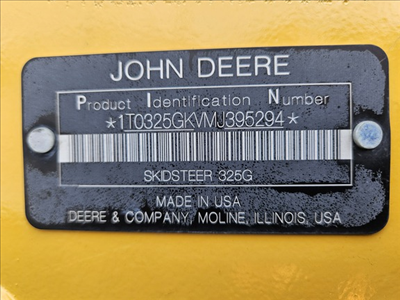 JOHN DEERE
Product Identification Number
*1T0325GKVMJ395294*
SKIDSTEER 325G
MADE IN USA
DEERE & COMPANY, MOLINE, ILLINOIS, USA